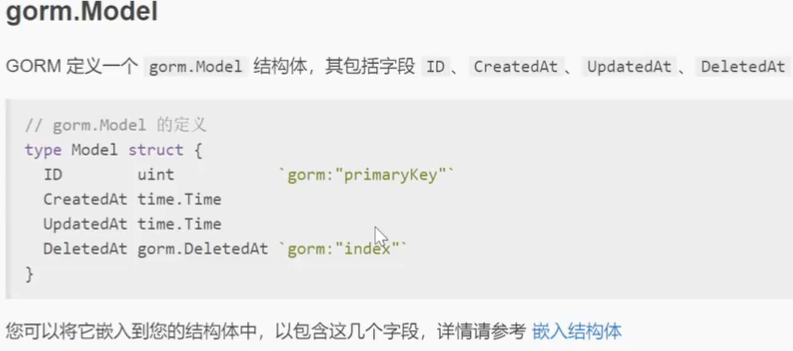 gorm.Model
GORM 定义一个 gorm.Model 结构体，其包括字段 ID、CreatedAt、UpdatedAt、DeletedAt
// gorm.Model 的定义
type Model struct {
  ID        uint           `gorm:"primaryKey"`
  CreatedAt time.Time
  UpdatedAt time.Time
  DeletedAt gorm.DeletedAt `gorm:"index"`
}
您可以将它嵌入到您的结构体中，以包含这几个字段，详情请参考 嵌入结构体